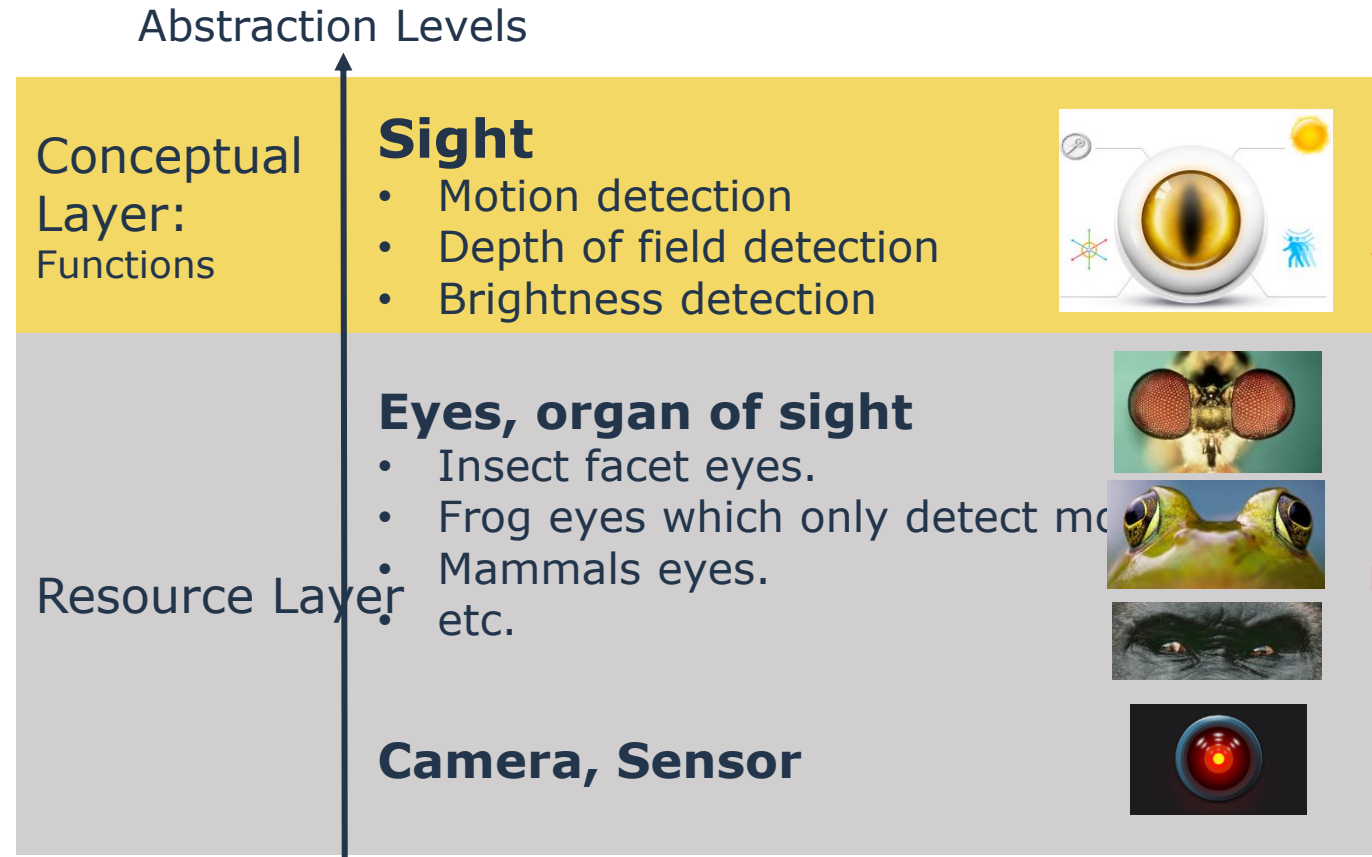 Abstraction Levels
Conceptual
Layer:
Functions
Sight
• Motion detection
• Depth of field detection
• Brightness detection
Resource Layer
Eyes, organ of sight
• Insect facet eyes.
• Frog eyes which only detect
• Mammals eyes.
• etc.
Camera, Sensor